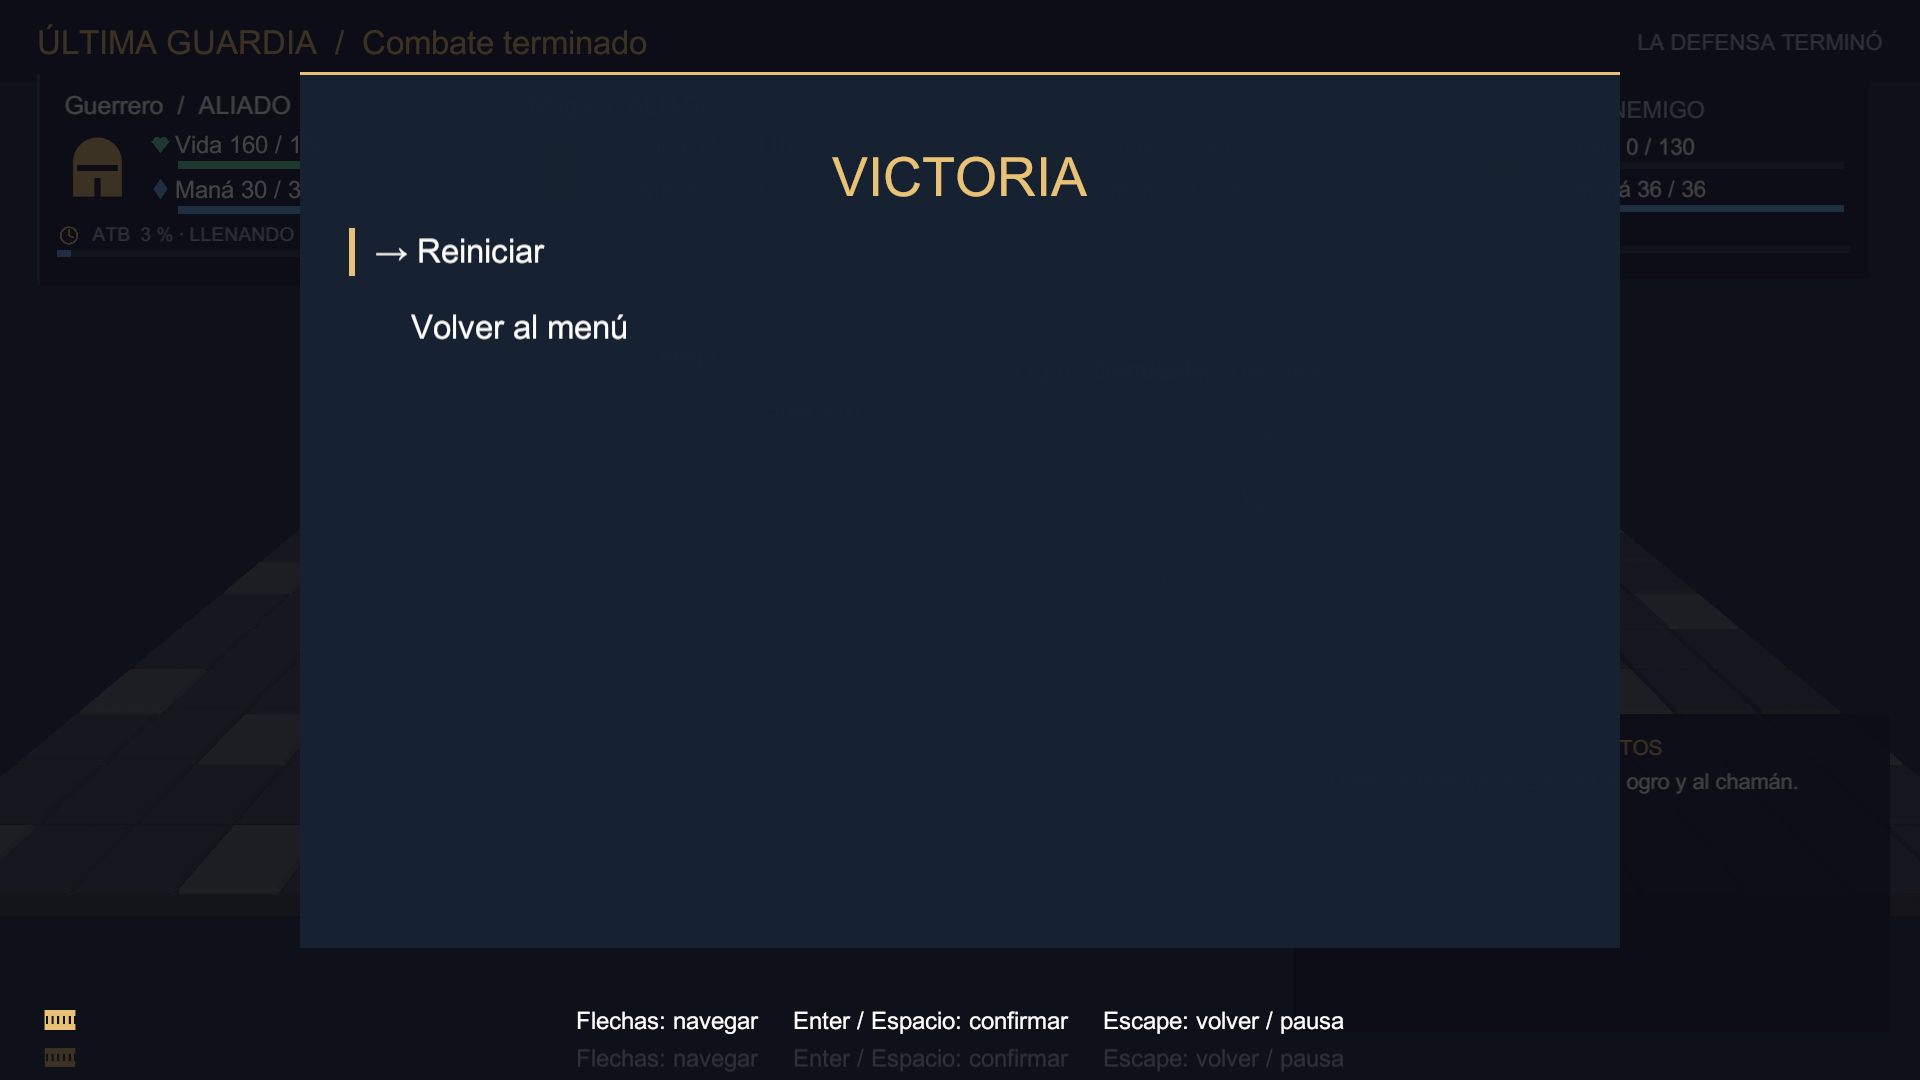 ÚLTIMA GUARDIA / Combate terminado
LA DEFENSA TERMINÓ
Guerrero / ALIADO
NEMIGO
Vida 160 / 1
0 / 130
Maná 30 / 3
á 36 / 36
ATB 3 % · LLENANDO
VICTORIA
→ Reiniciar
Volver al menú
TOS
ogro y al chamán.
Flechas: navegar Enter / Espacio: confirmar Escape: volver / pausa
Flechas: navegar Enter / Espacio: confirmar Escape: volver / pausa